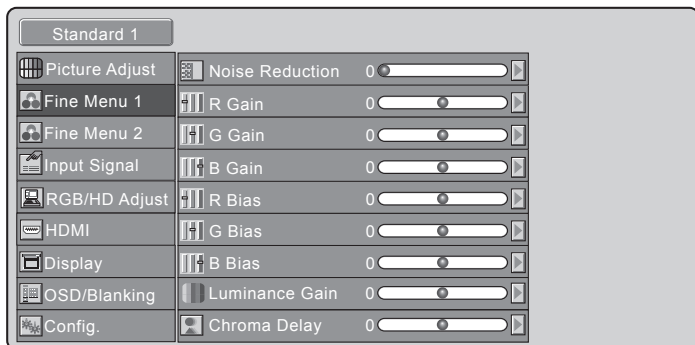 Standard 1
Picture Adjust
Fine Menu 1
Fine Menu 2
Input Signal
RGB/HD Adjust
HDMI
Display
OSD/Blanking
Config.
Noise Reduction 0
R Gain 0
G Gain 0
B Gain 0
R Bias 0
G Bias 0
B Bias 0
Luminance Gain 0
Chroma Delay 0